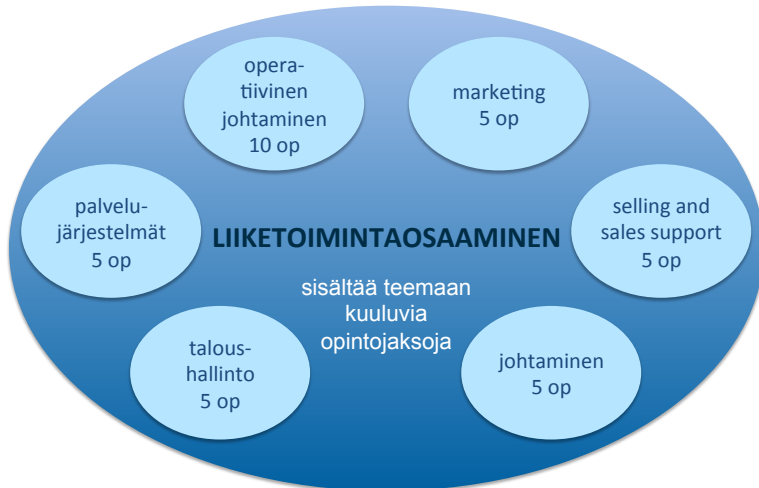 opera-
tiivinen
johtaminen
10 op
marketing
5 op
palvelu-
järjestelmät
5 op
LIIKETOIMINTAOSAAMINEN
selling and
sales support
5 op
sisältää teemaan
kuuluvia
opintojaksoja
talous-
hallinto
5 op
johtaminen
5 op